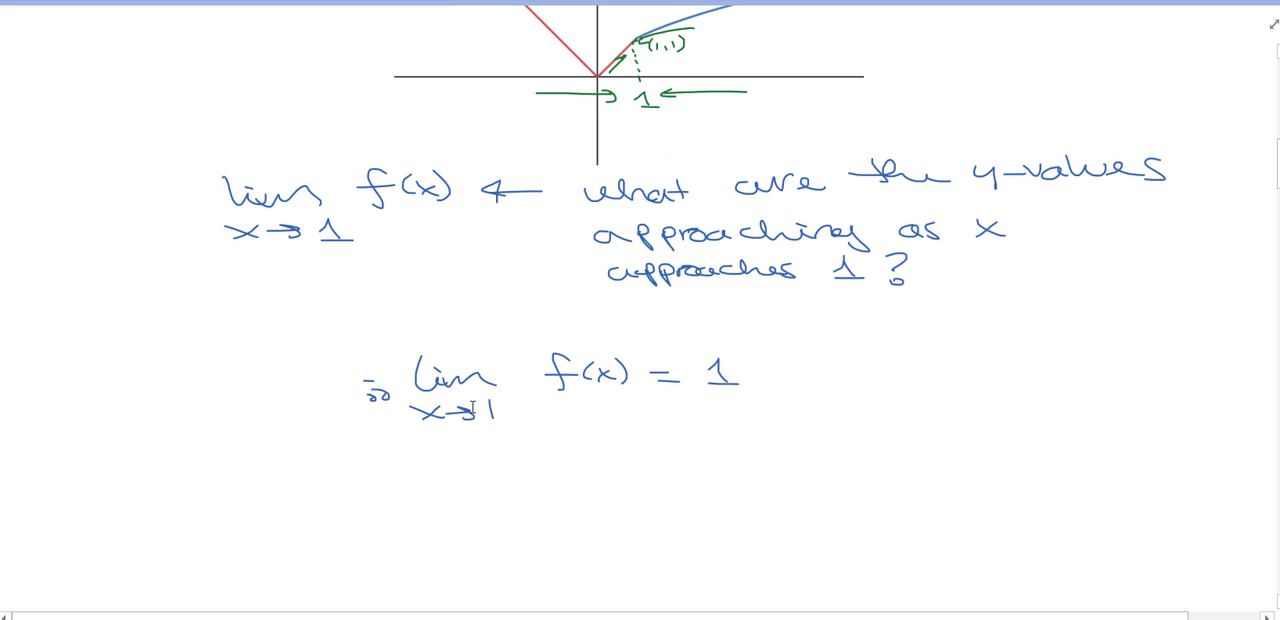 (1,1)
1
lim f(x) ← what are the y-values
x→1 approaching as x
approaches 1?
∴ lim f(x) = 1
x→1